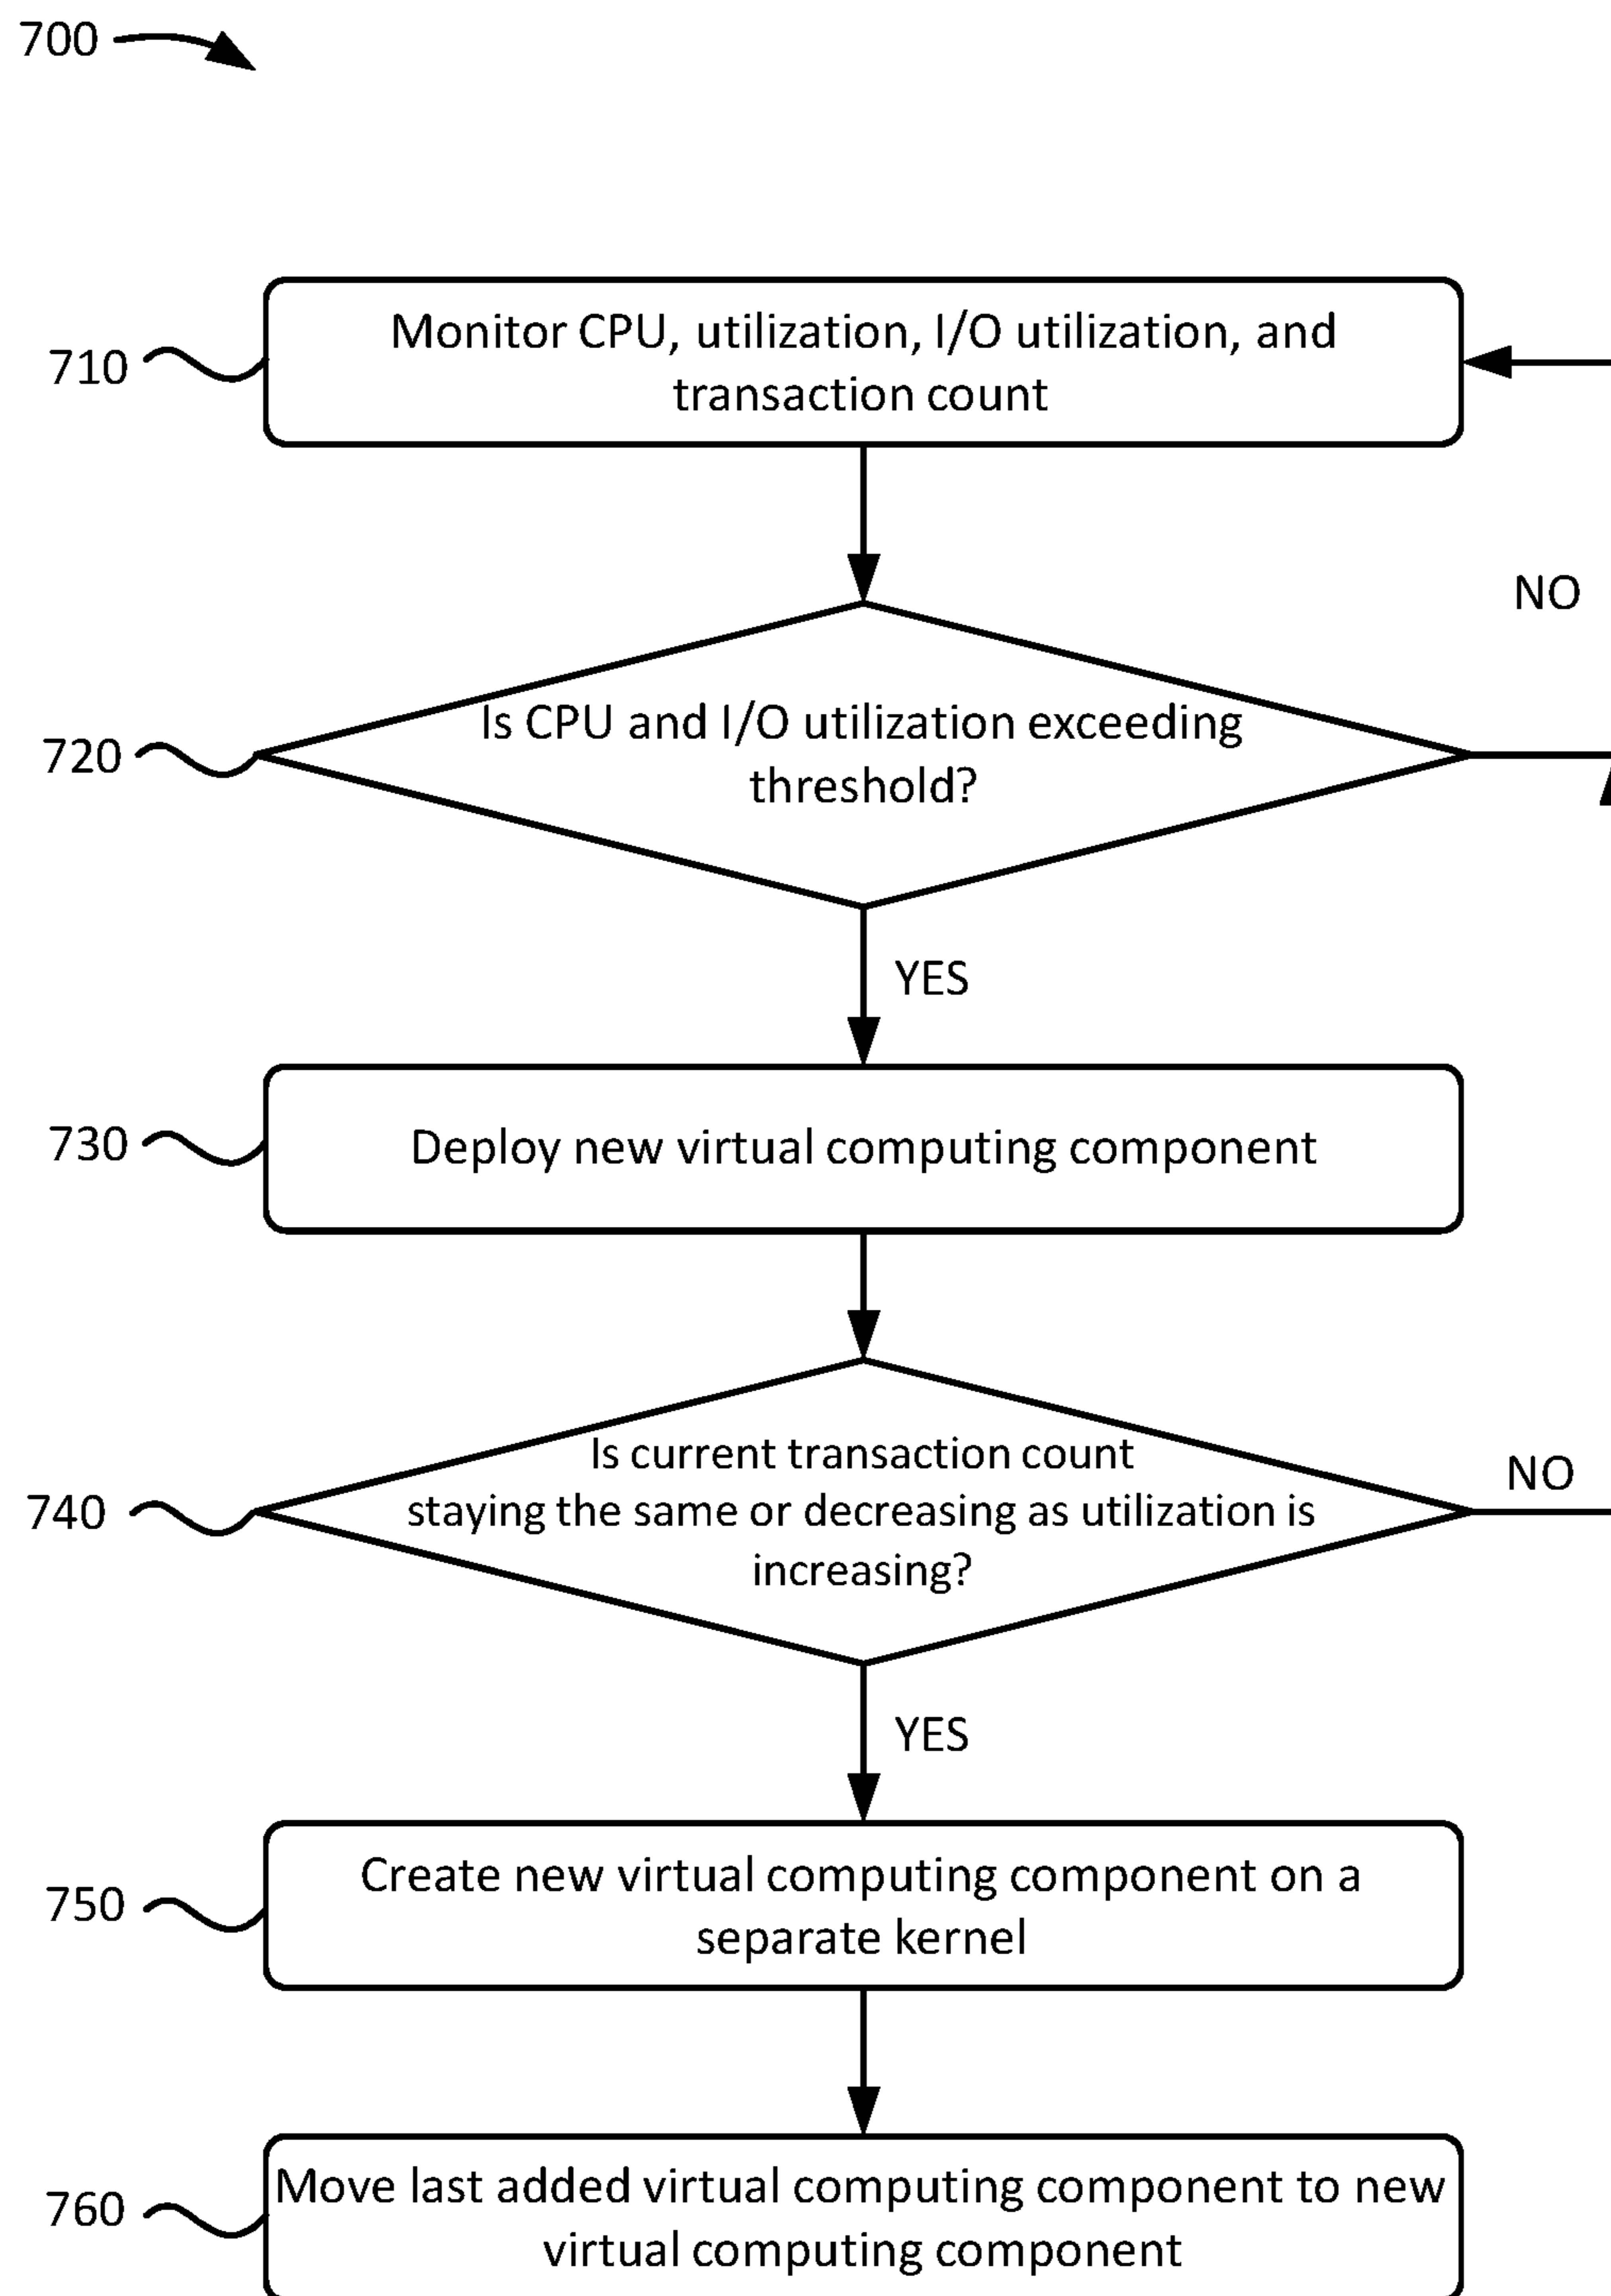 700
710
Monitor CPU, utilization, I/O utilization, and
transaction count
NO
720
Is CPU and I/O utilization exceeding
threshold?
YES
730
Deploy new virtual computing component
740
Is current transaction count
staying the same or decreasing as utilization is
increasing?
NO
YES
750
Create new virtual computing component on a
separate kernel
760
Move last added virtual computing component to new
virtual computing component